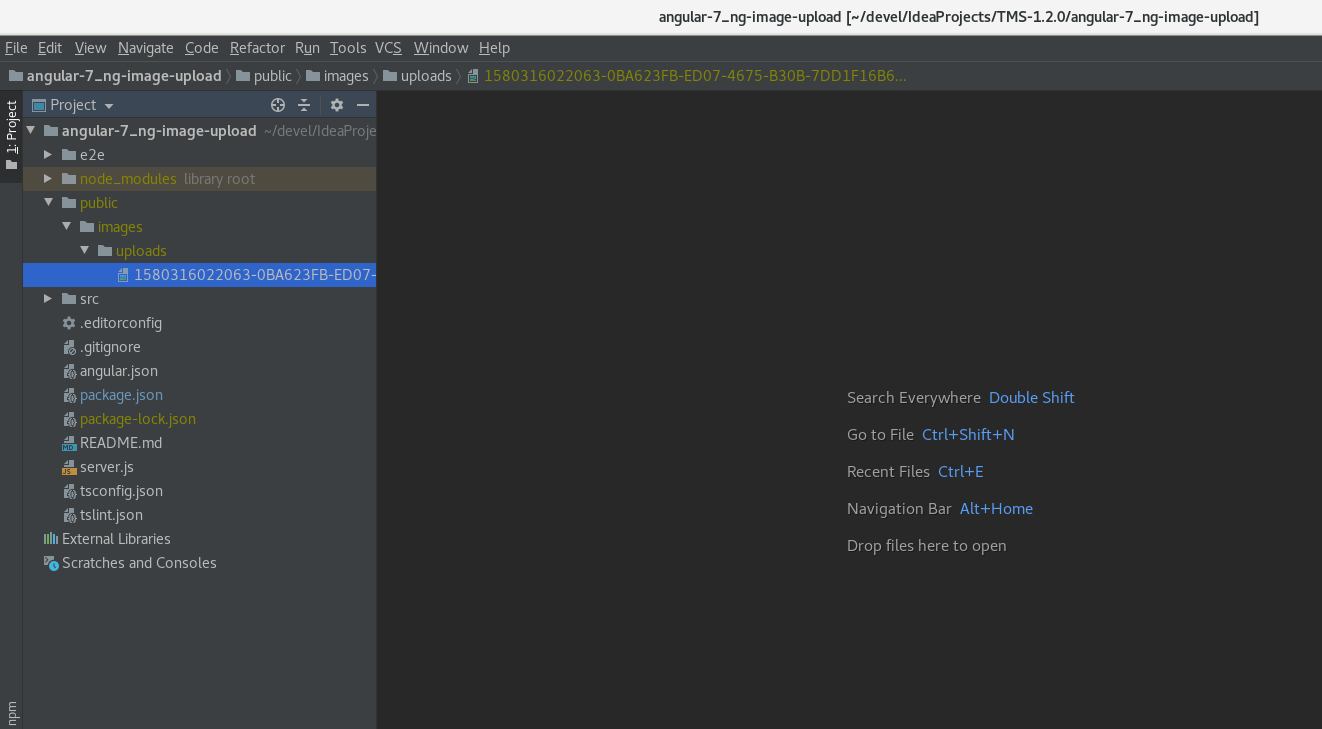 angular-7_ng-image-upload [~/devel/IdeaProjects/TMS-1.2.0/angular-7_ng-image-upload]
File Edit View Navigate Code Refactor Run Tools VCS Window Help
angular-7_ng-image-upload public images uploads 1580316022063-0BA623FB-ED07-4675-B30B-7DD1F16B6...
1: Project
Project
angular-7_ng-image-upload ~/devel/IdeaProje
e2e
node_modules library root
public
images
uploads
1580316022063-0BA623FB-ED07-
src
.editorconfig
.gitignore
angular.json
package.json
package-lock.json
README.md
server.js
tsconfig.json
tslint.json
External Libraries
Scratches and Consoles
Search Everywhere Double Shift
Go to File Ctrl+Shift+N
Recent Files Ctrl+E
Navigation Bar Alt+Home
Drop files here to open
npm